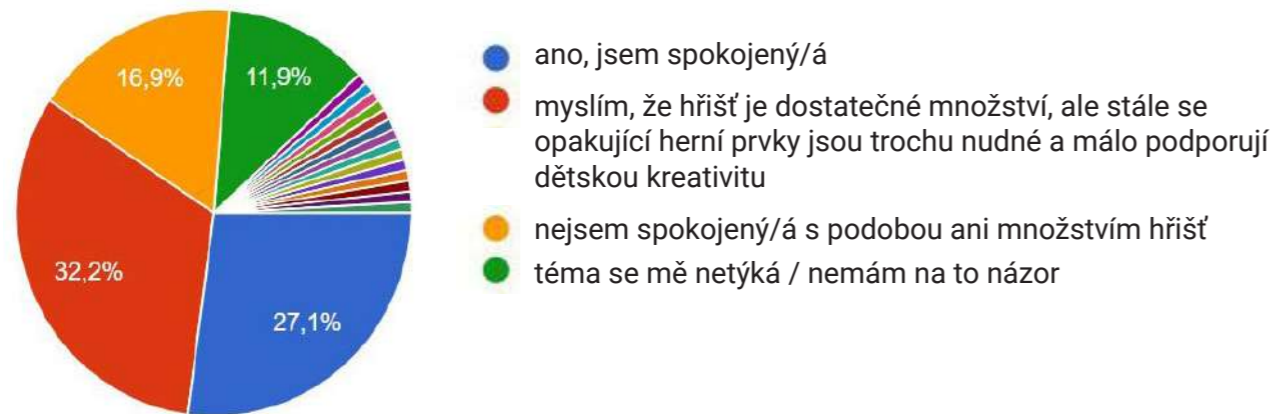 16,9%
11,9%
32,2%
27,1%
ano, jsem spokojený/á
myslím, že hřišť je dostatečné množství, ale stále se
opakující herní prvky jsou trochu nudné a málo podporují
dětskou kreativitu
nejsem spokojený/á s podobou ani množstvím hřišť
téma se mě netýká / nemám na to názor